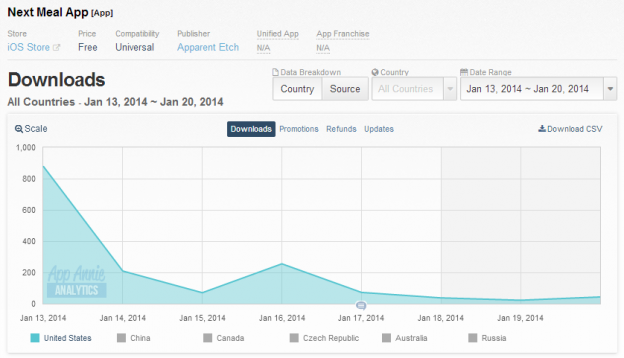 Next Meal App [App]
Store Price Compatibility Publisher Unified App App Franchise
iOS Store Free Universal Apparent Etch N/A N/A
Downloads
All Countries - Jan 13, 2014 ~ Jan 20, 2014
Data Breakdown Country Date Range
Country Source All Countries Jan 13, 2014 ~ Jan 20, 2014
Scale Downloads Promotions Refunds Updates Download CSV
1,000
800
600
400
200
0
App Annie
ANALYTICS
Jan 13, 2014 Jan 14, 2014 Jan 15, 2014 Jan 16, 2014 Jan 17, 2014 Jan 18, 2014 Jan 19, 2014
United States China Canada Czech Republic Australia Russia